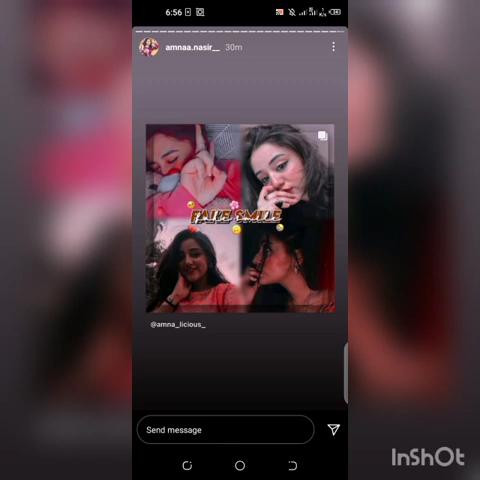 6:56
amnaa.nasir__ 30m
FAKE SMILE
@amna_licious_
Send message
InShOt